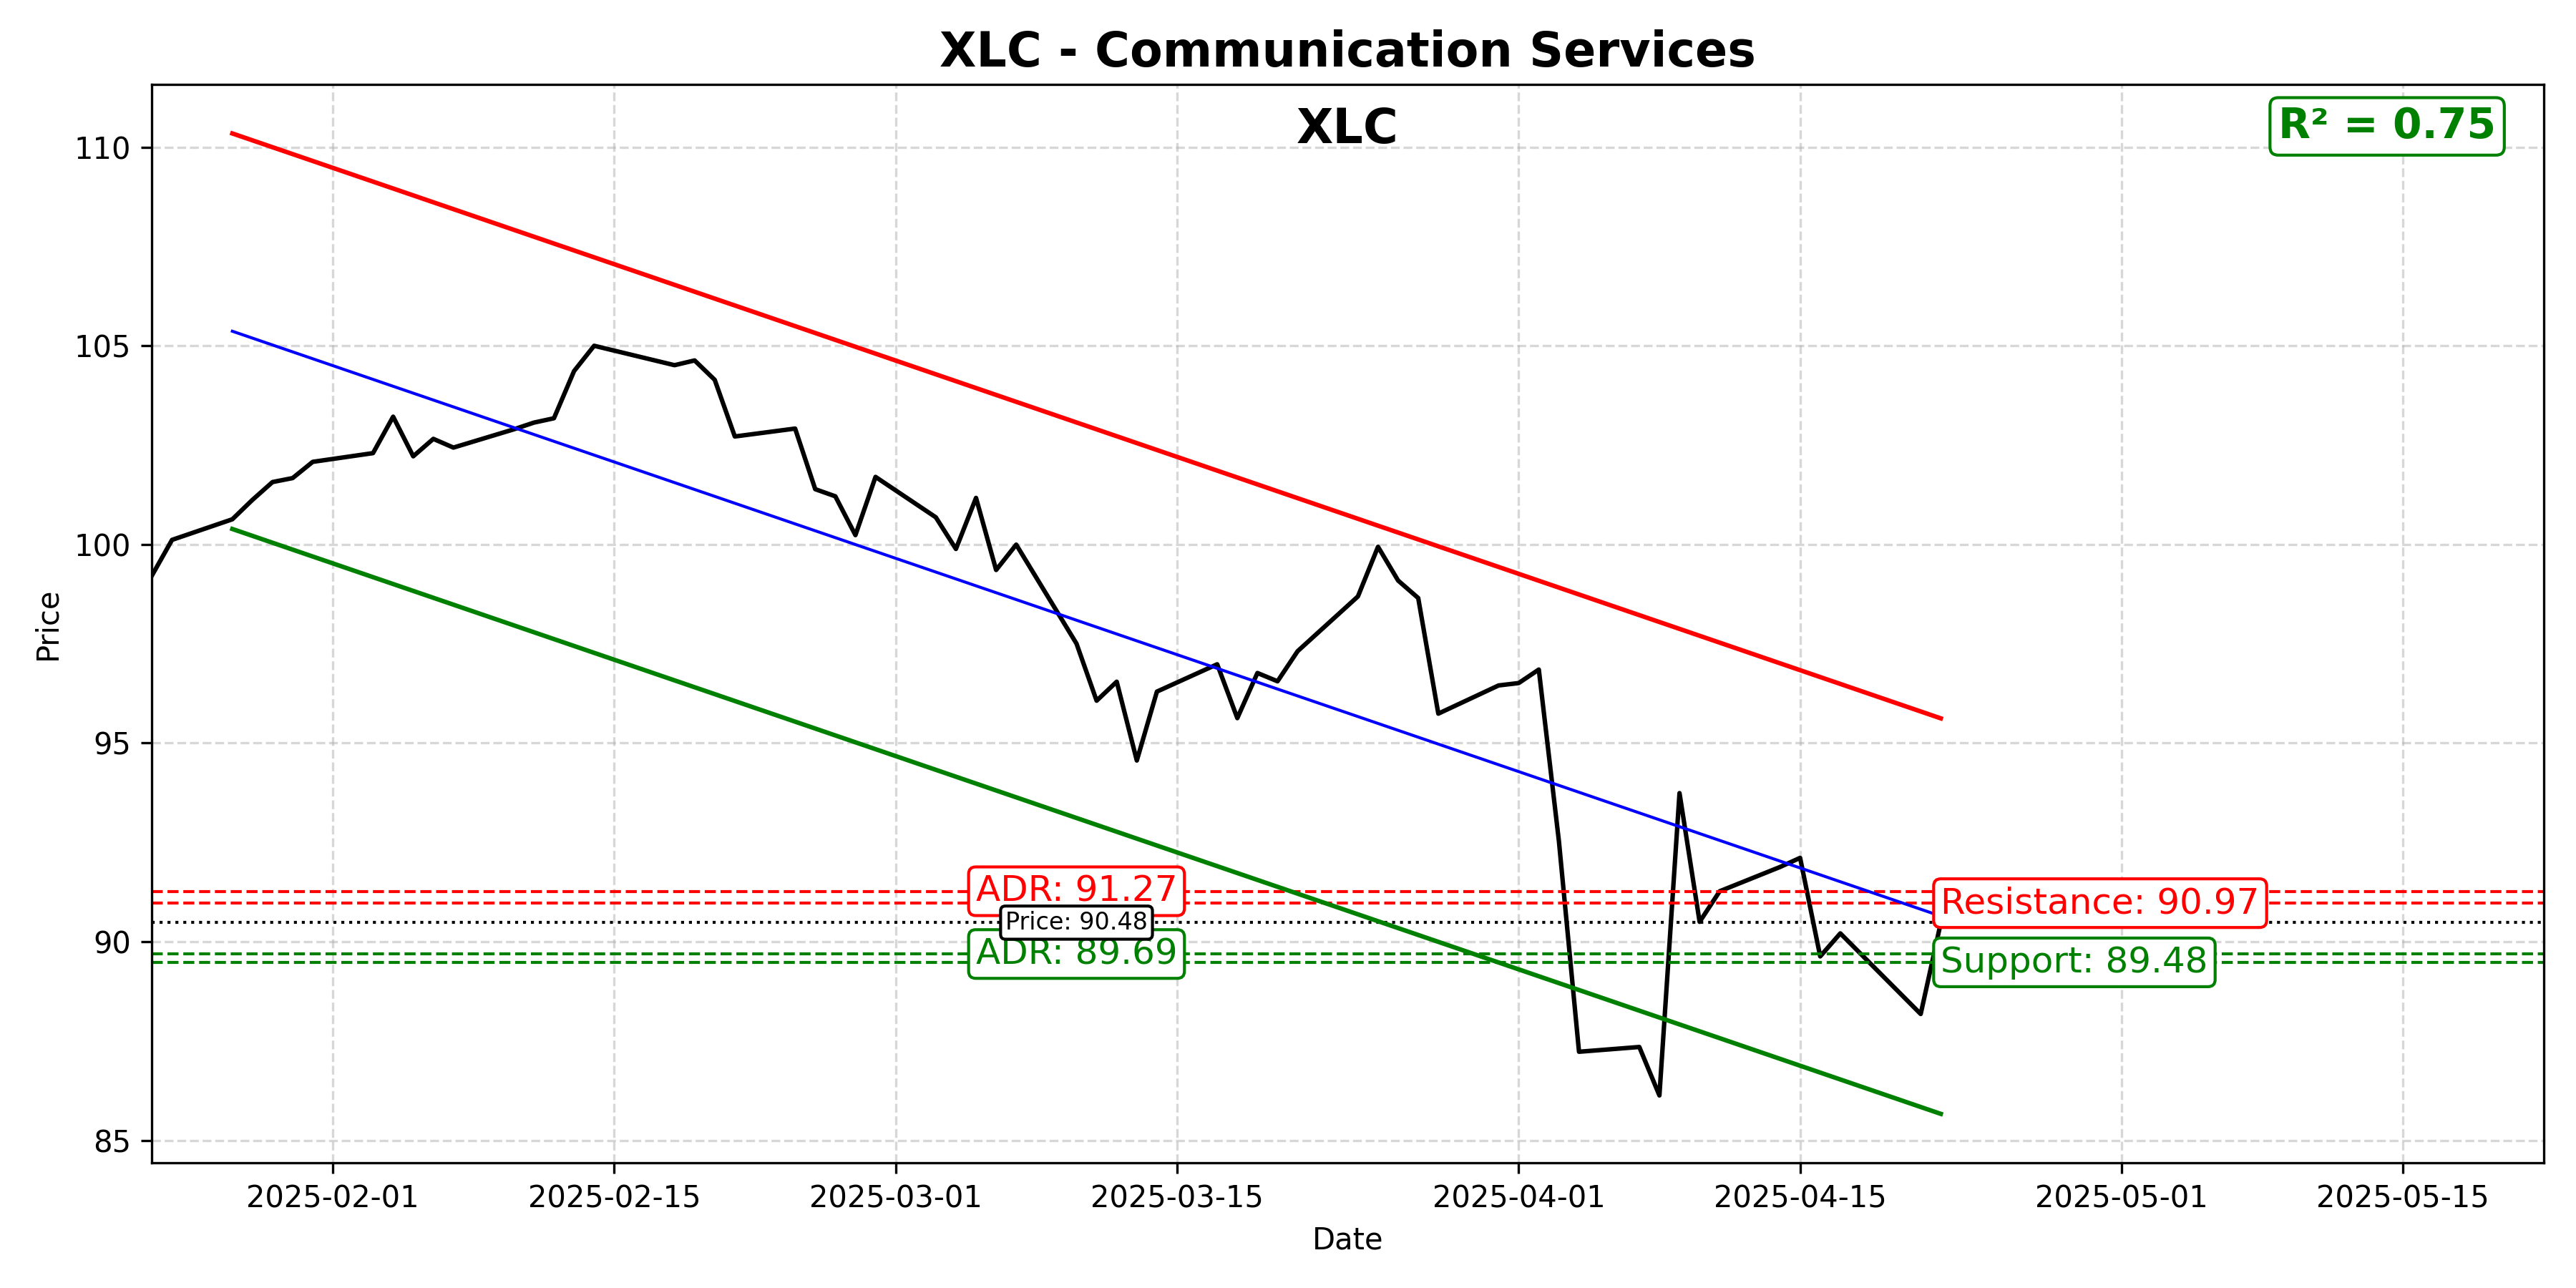 XLC - Communication Services
XLC
R² = 0.75
110
105
100
95
90
85
Price
ADR: 91.27
Price: 90.48
ADR: 89.69
Resistance: 90.97
Support: 89.48
2025-02-01
2025-02-15
2025-03-01
2025-03-15
2025-04-01
2025-04-15
2025-05-01
2025-05-15
Date